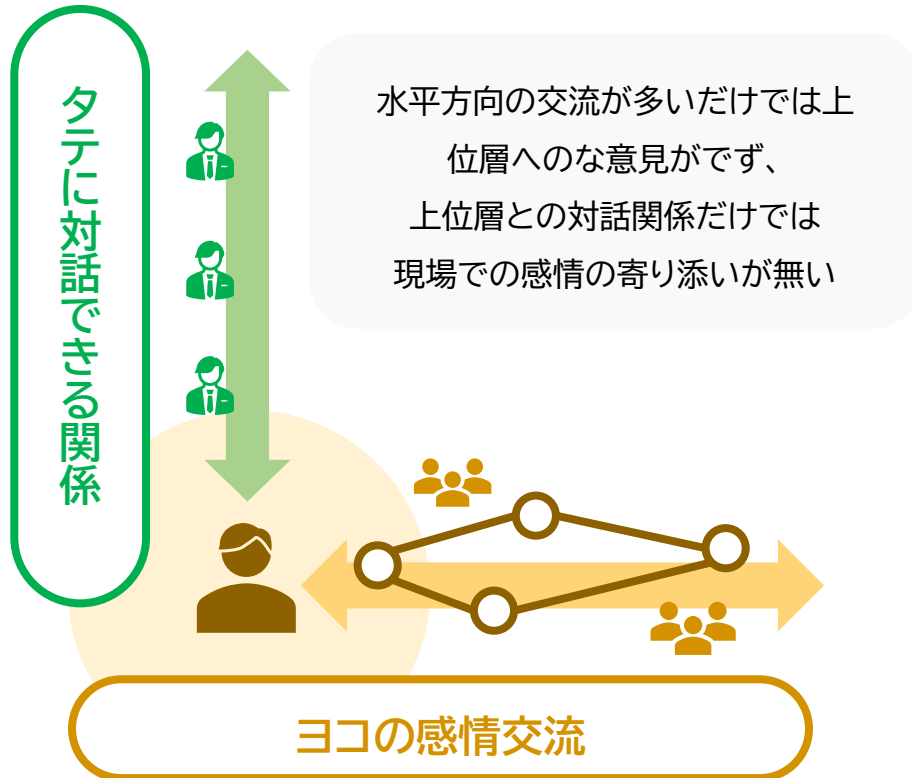 タテに対話できる関係
水平方向の交流が多いだけでは上
位層へのな意見がでず、
上位層との対話関係だけでは
現場での感情の寄り添いが無い
ヨコの感情交流